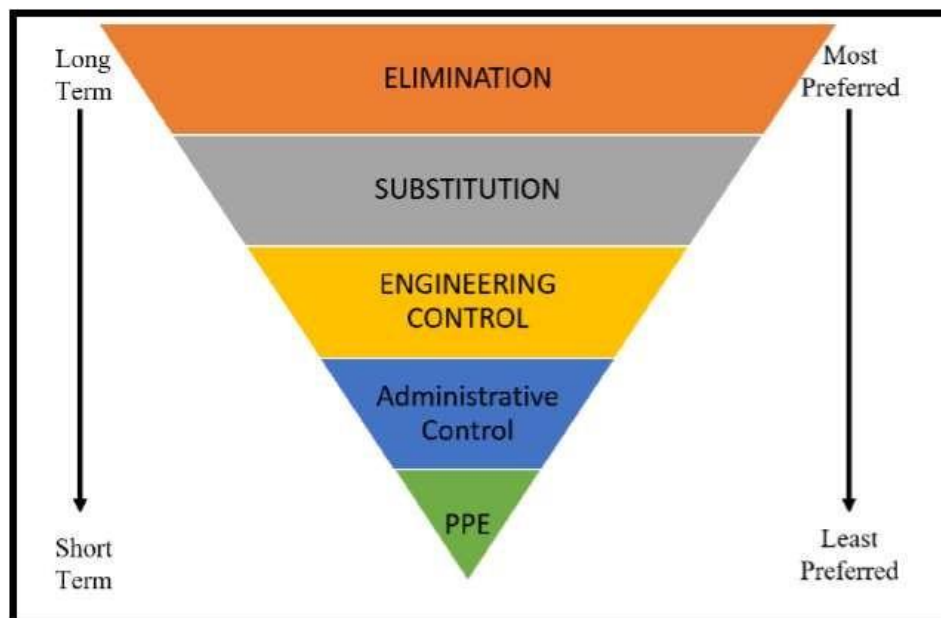 Long
Term
Most
Preferred
ELIMINATION
SUBSTITUTION
ENGINEERING
CONTROL
Administrative
Control
PPE
Short
Term
Least
Preferred